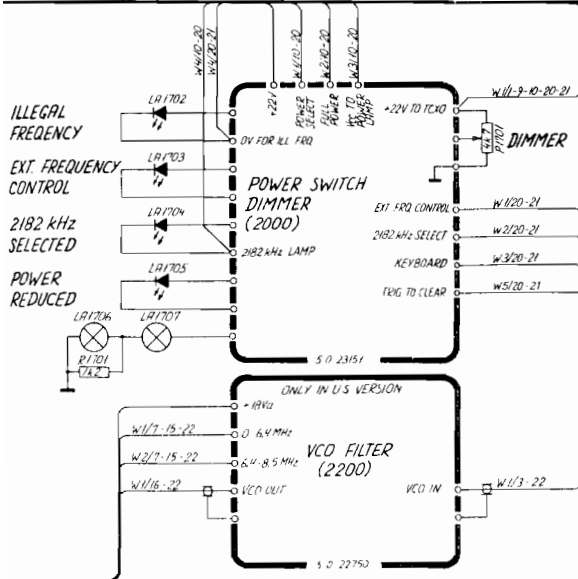 W4/10-20
W4/20-21
W4/10-20
W2/10-20
W3/10-20
+22V
POWER SELECT
FULL POWER
Vcc TO POWER LAMP
+22V TO TCXO
W1/1-9-10-20-21
4k7
P1701
DIMMER
ILLEGAL
FREQENCY
LA1702
0V FOR ILL FRQ
EXT. FREQUENCY
CONTROL
LA1703
POWER SWITCH
DIMMER
(2000)
2182 kHz
SELECTED
LA1704
2182 kHz LAMP
POWER
REDUCED
LA1705
EXT FRQ CONTROL
W1/20-21
2182 kHz SELECT
W2/20-21
KEYBOARD
W3/20-21
TRIG TO CLEAR
W5/20-21
LA1706
LA1707
R1701
1k2
5 0 23151
ONLY IN U S VERSION
W1/7-15-22
W2/7-15-22
W1/16-22
0 6.4 MHz
6.4-8.5 MHz
VCO OUT
VCO FILTER
(2200)
VCO IN
W1/3-22
5 0 22750